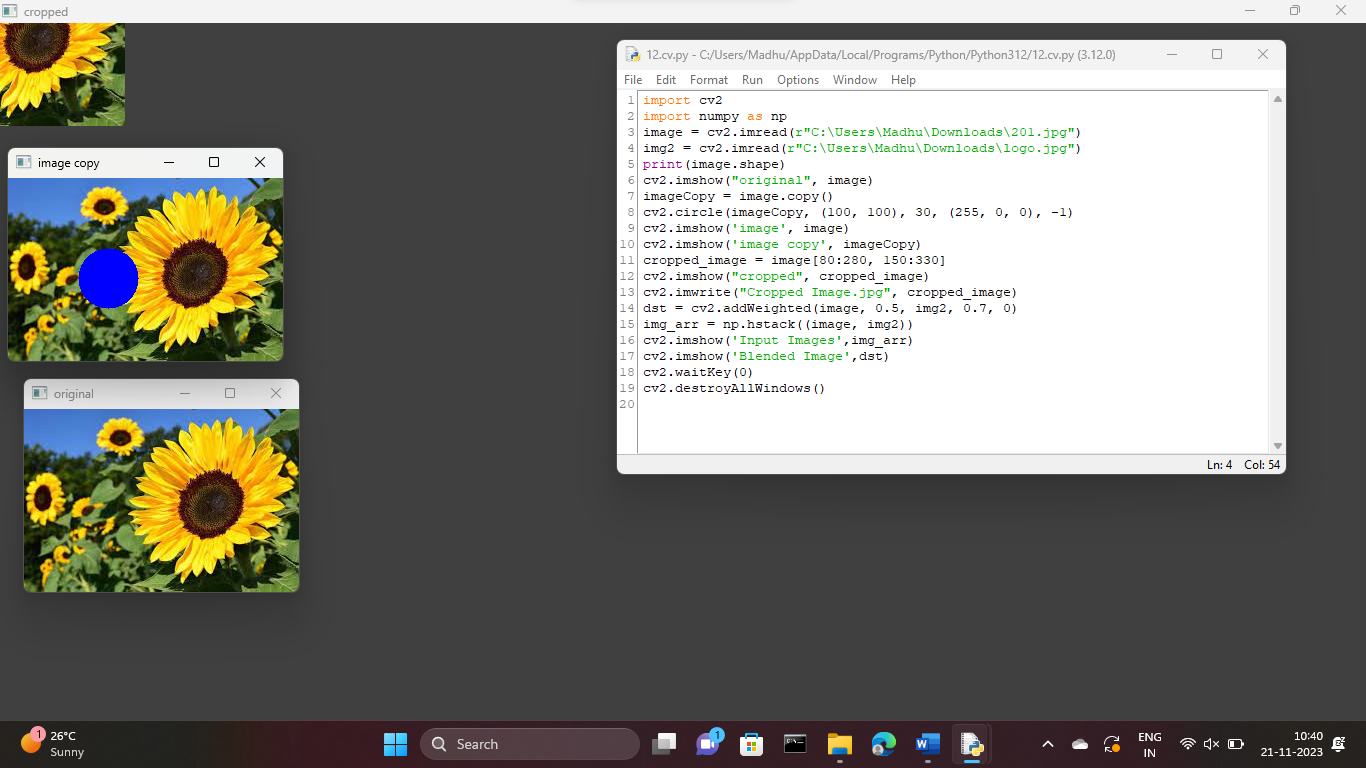 cropped
image copy
original
12.cv.py - C:/Users/Madhu/AppData/Local/Programs/Python/Python312/12.cv.py (3.12.0)
File Edit Format Run Options Window Help
1 import cv2
2 import numpy as np
3 image = cv2.imread(r"C:\Users\Madhu\Downloads\201.jpg")
4 img2 = cv2.imread(r"C:\Users\Madhu\Downloads\logo.jpg")
5 print(image.shape)
6 cv2.imshow("original", image)
7 imageCopy = image.copy()
8 cv2.circle(imageCopy, (100, 100), 30, (255, 0, 0), -1)
9 cv2.imshow('image', image)
10 cv2.imshow('image copy', imageCopy)
11 cropped_image = image[80:280, 150:330]
12 cv2.imshow("cropped", cropped_image)
13 cv2.imwrite("Cropped Image.jpg", cropped_image)
14 dst = cv2.addWeighted(image, 0.5, img2, 0.7, 0)
15 img_arr = np.hstack((image, img2))
16 cv2.imshow('Input Images',img_arr)
17 cv2.imshow('Blended Image',dst)
18 cv2.waitKey(0)
19 cv2.destroyAllWindows()
20
Ln: 4 Col: 54
1
26°C
Sunny
Search
1
ENG
IN
10:40
21-11-2023